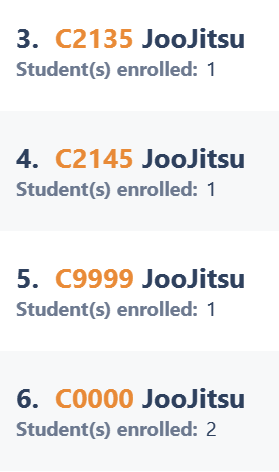 3. C2135 JooJitsu
Student(s) enrolled: 1
4. C2145 JooJitsu
Student(s) enrolled: 1
5. C9999 JooJitsu
Student(s) enrolled: 1
6. C0000 JooJitsu
Student(s) enrolled: 2